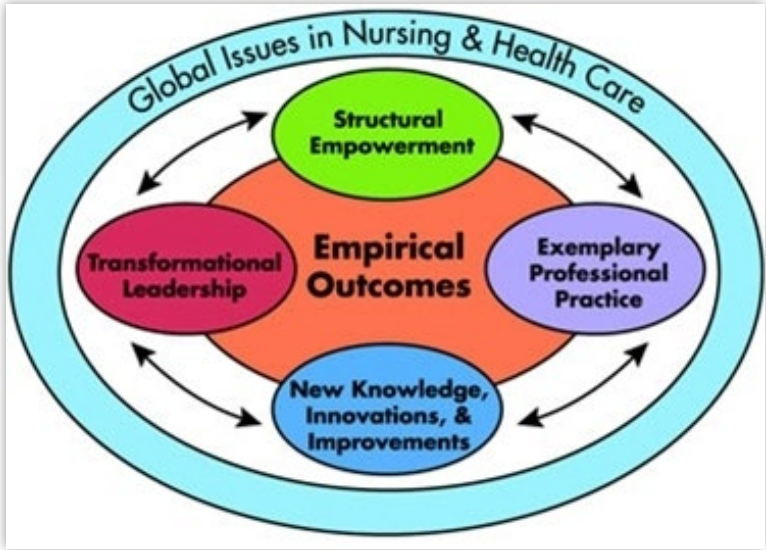 Global Issues in Nursing & Health Care
Structural
Empowerment
Transformational
Leadership
Empirical
Outcomes
Exemplary
Professional
Practice
New Knowledge,
Innovations, &
Improvements